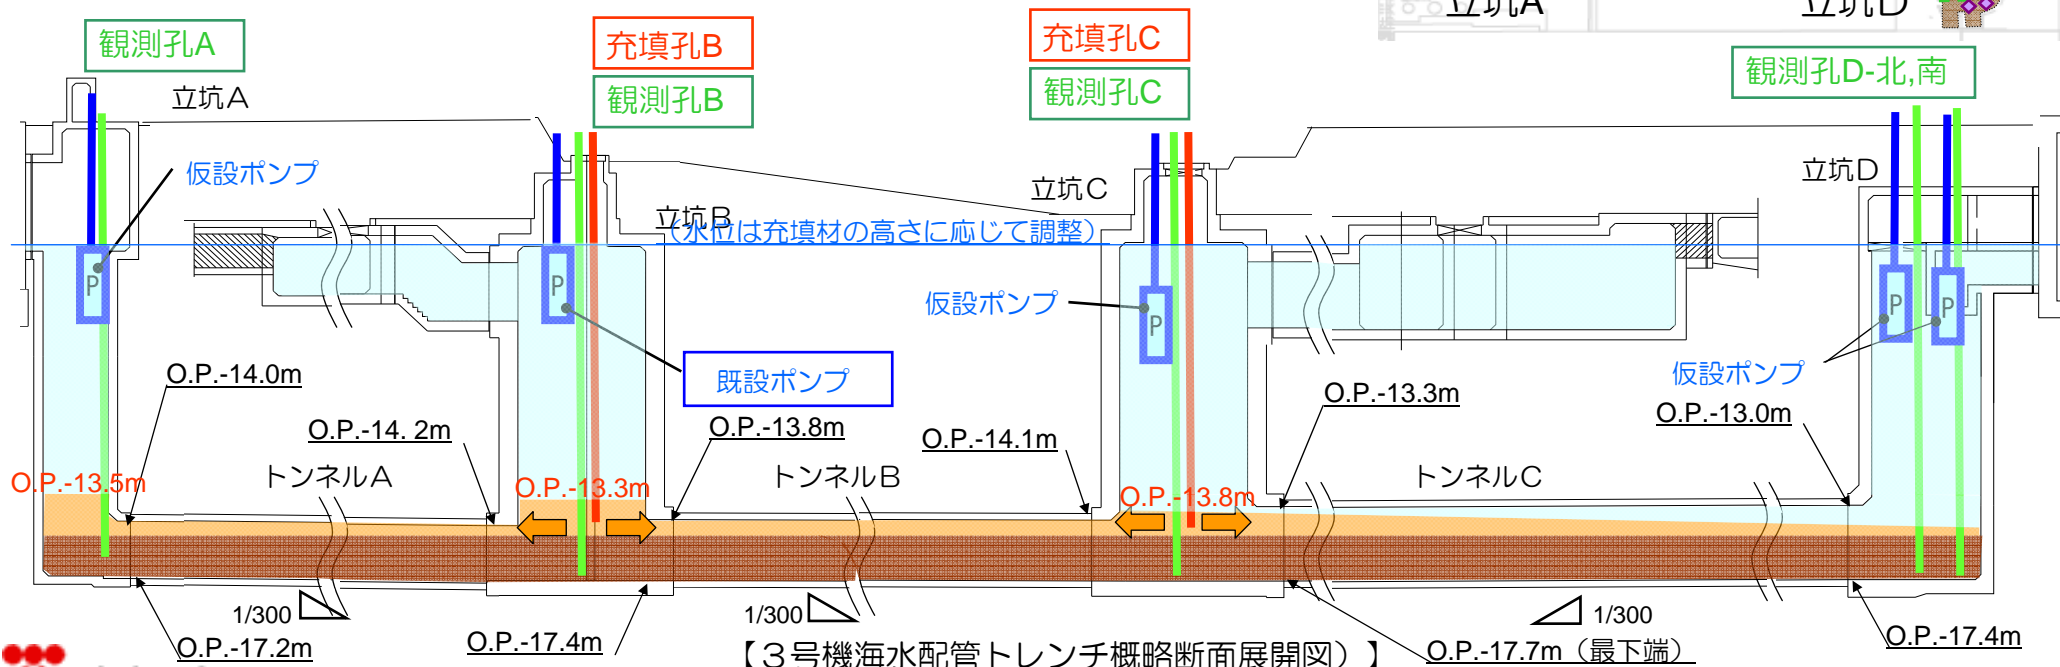 立坑A
立坑D
観測孔A
充填孔B
観測孔B
充填孔C
観測孔C
観測孔D-北,南
立坑A
仮設ポンプ
立坑B
立坑C
立坑D
(水位は充填材の高さに応じて調整)
P
P
P
P
P
仮設ポンプ
既設ポンプ
仮設ポンプ
O.P.-14.0m
O.P.-14. 2m
O.P.-13.8m
O.P.-14.1m
O.P.-13.3m
O.P.-13.0m
O.P.-13.5m
トンネルA
O.P.-13.3m
トンネルB
O.P.-13.8m
トンネルC
1/300
1/300
1/300
O.P.-17.2m
O.P.-17.4m
【3号機海水配管トレンチ概略断面展開図)】
O.P.-17.7m(最下端)
O.P.-17.4m